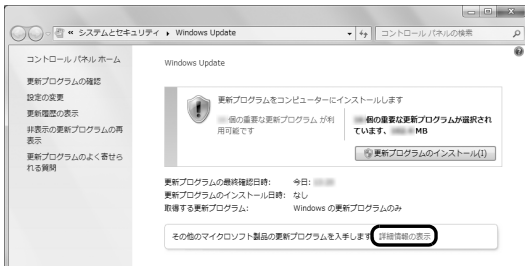 « システムとセキュリティ ▸ Windows Update
コントロール パネルの検索
コントロール パネル ホーム
更新プログラムの確認
設定の変更
更新履歴の表示
非表示の更新プログラムの再
表示
更新プログラムのよく寄せら
れる質問
Windows Update
更新プログラムをコンピューターにインストールします
個の重要な更新プログラム が利
用可能です
個の重要な更新プログラムが選択され
ています、 MB
更新プログラムのインストール(I)
更新プログラムの最終確認日時: 今日:
更新プログラムのインストール日時: なし
取得する更新プログラム: Windows の更新プログラムのみ
その他のマイクロソフト製品の更新プログラムを入手します 詳細情報の表示